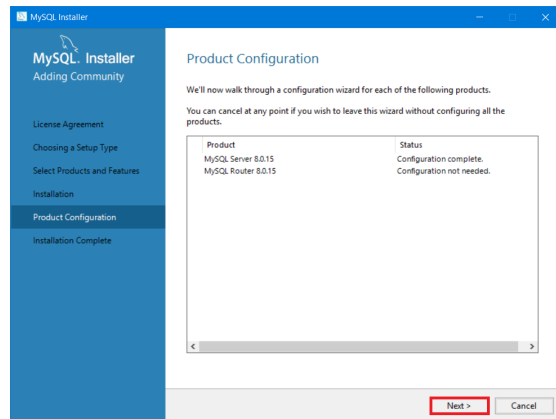 MySQL Installer
MySQL. Installer
Adding Community
License Agreement
Choosing a Setup Type
Select Products and Features
Installation
Product Configuration
Installation Complete
Product Configuration
We'll now walk through a configuration wizard for each of the following products.
You can cancel at any point if you wish to leave this wizard without configuring all the
products.
Product Status
MySQL Server 8.0.15 Configuration complete.
MySQL Router 8.0.15 Configuration not needed.
Next > Cancel